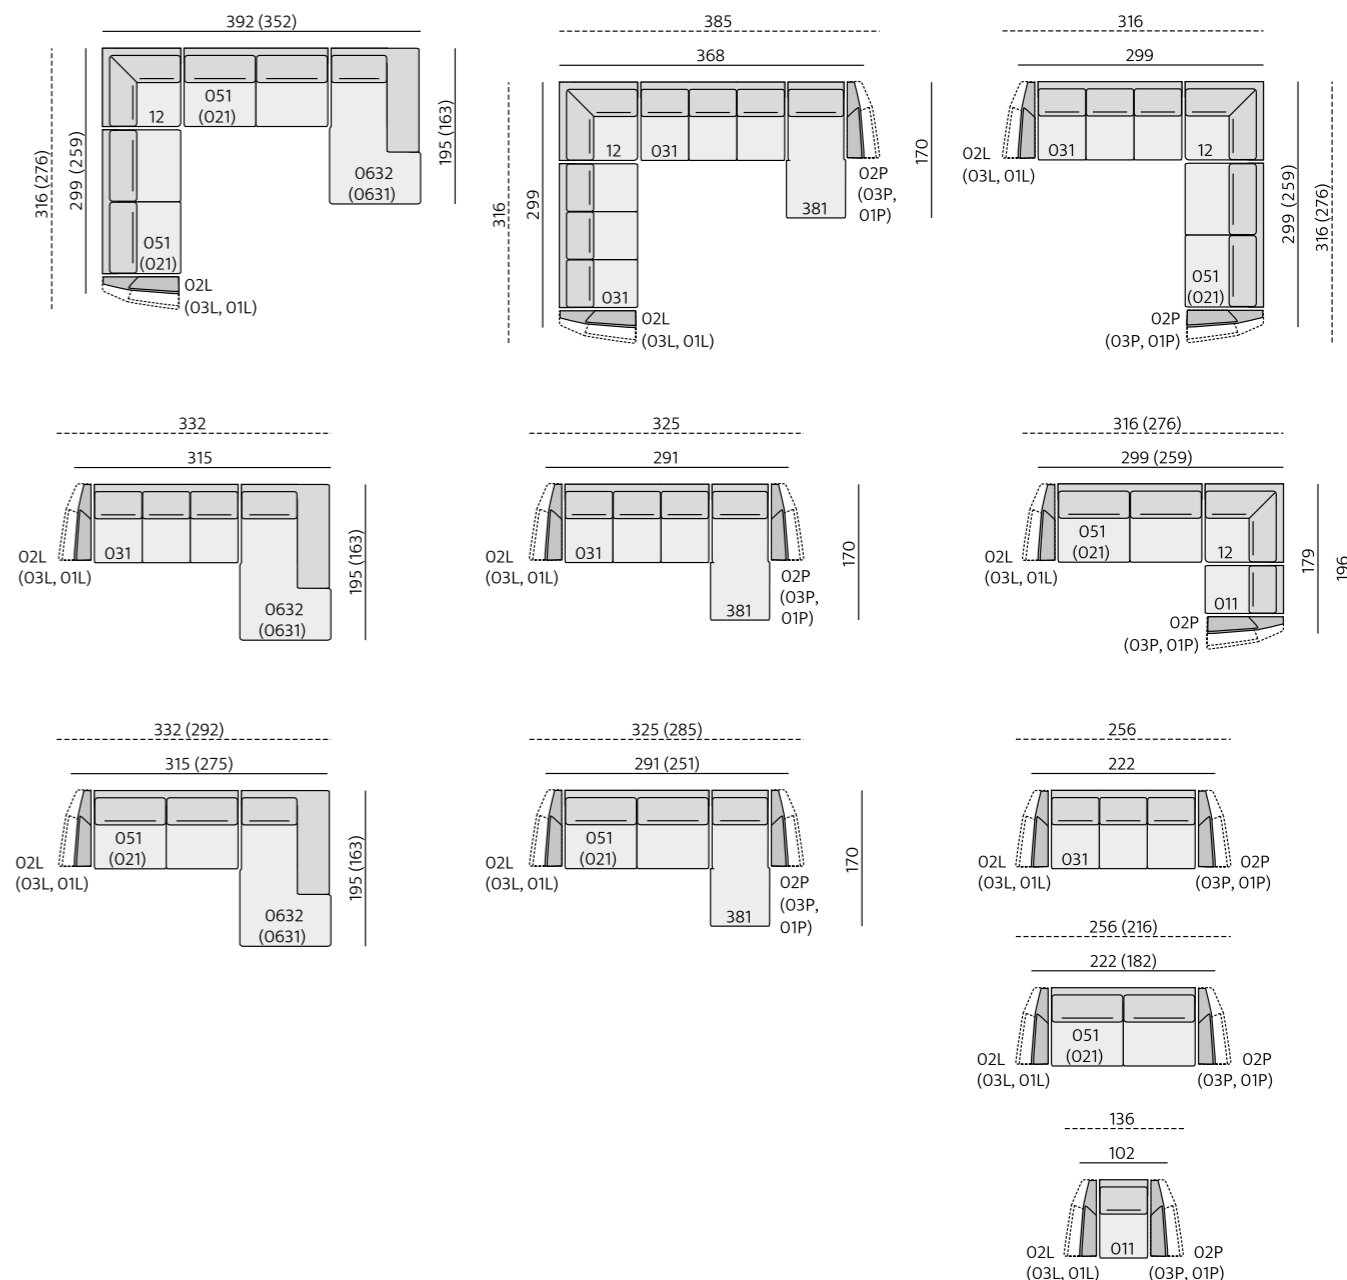 392 (352)
316 (276)
299 (259)
195 (163)
12
051
(021)
0632
(0631)
051
(021)
02L
(03L, 01L)
385
368
316
299
170
12
031
381
02P
(03P,
01P)
031
02L
(03L, 01L)
316
299
02L
(03L, 01L)
031
12
299 (259)
316 (276)
051
(021)
02P
(03P, 01P)
332
315
02L
(03L, 01L)
031
0632
(0631)
195 (163)
325
291
02L
(03L, 01L)
031
381
02P
(03P,
01P)
170
316 (276)
299 (259)
02L
(03L, 01L)
051
(021)
12
011
02P
(03P, 01P)
179
196
332 (292)
315 (275)
02L
(03L, 01L)
051
(021)
0632
(0631)
195 (163)
325 (285)
291 (251)
02L
(03L, 01L)
051
(021)
381
02P
(03P,
01P)
170
256
222
02L
(03L, 01L)
031
02P
(03P, 01P)
256 (216)
222 (182)
02L
(03L, 01L)
051
(021)
02P
(03P, 01P)
136
102
02L
(03L, 01L)
011
02P
(03P, 01P)